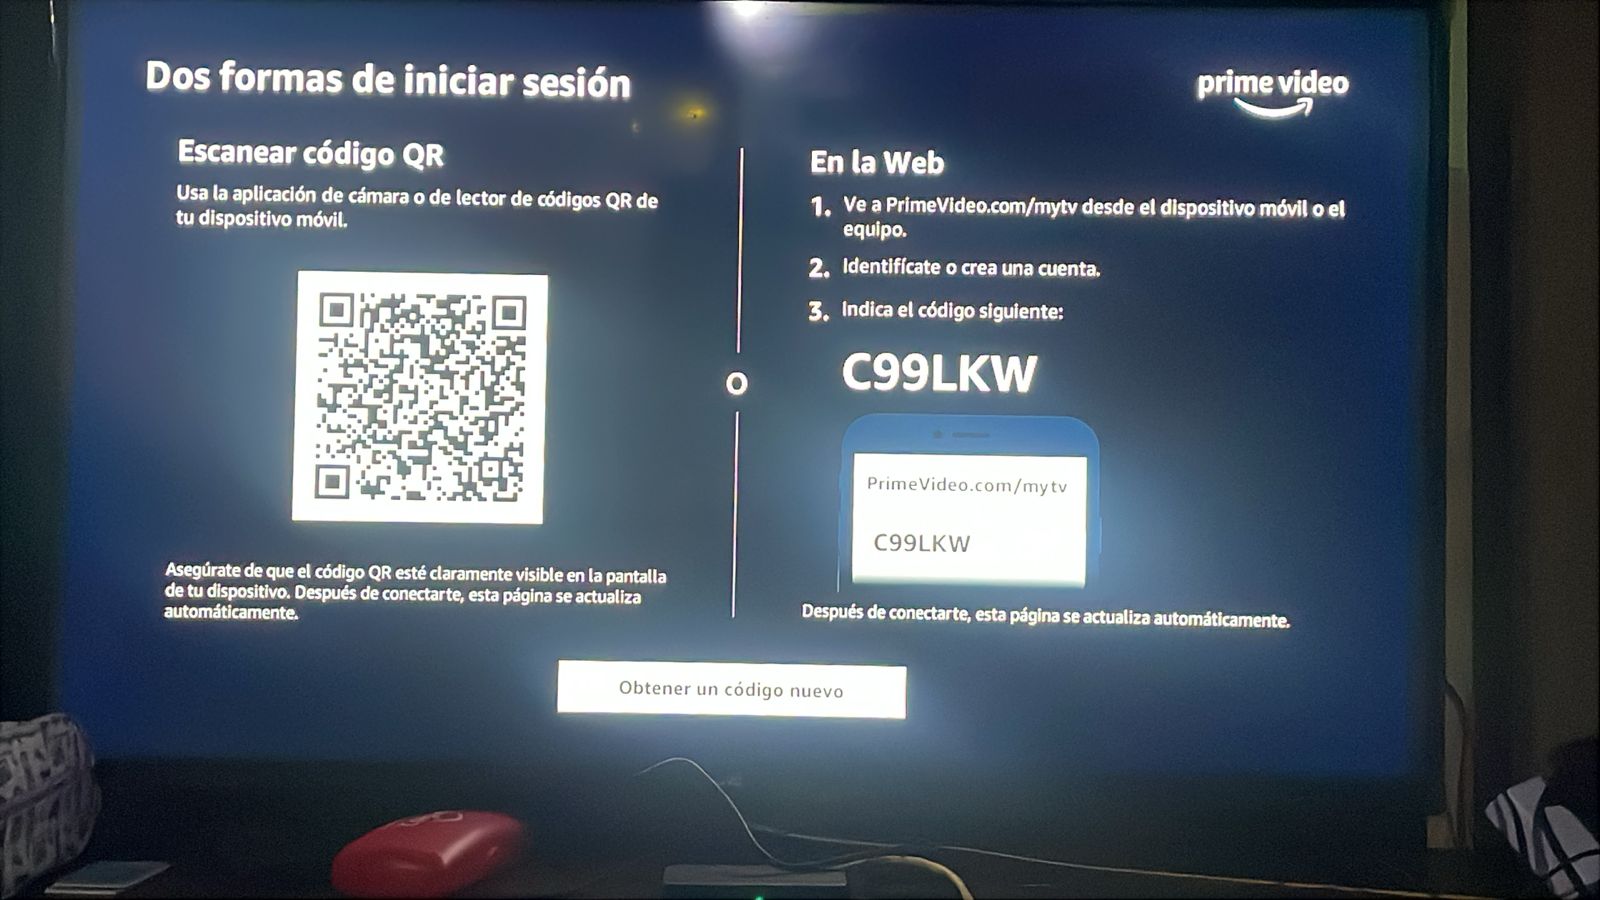 Dos formas de iniciar sesión
prime video
Escanear código QR
Usa la aplicación de cámara o de lector de códigos QR de
tu dispositivo móvil.
Asegúrate de que el código QR esté claramente visible en la pantalla
de tu dispositivo. Después de conectarte, esta página se actualiza
automáticamente.
O
En la Web
1. Ve a PrimeVideo.com/mytv desde el dispositivo móvil o el
equipo.
2. Identifícate o crea una cuenta.
3. Indica el código siguiente:
C99LKW
PrimeVideo.com/mytv
C99LKW
Después de conectarte, esta página se actualiza automáticamente.
Obtener un código nuevo